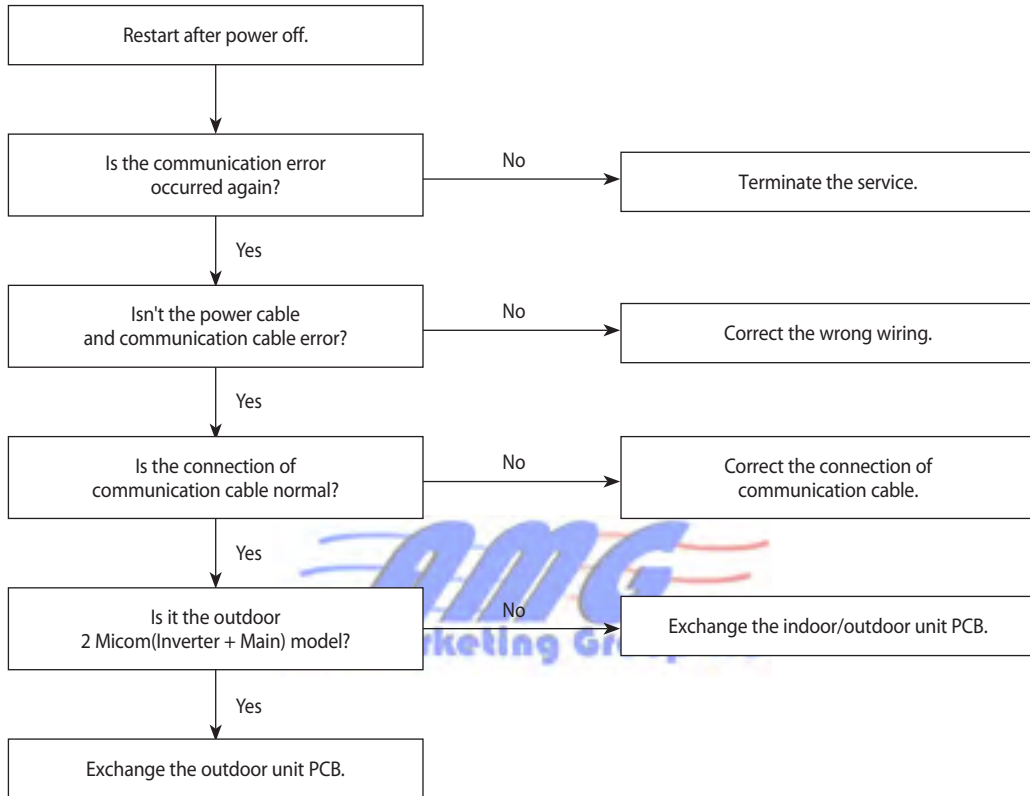 Restart after power off.
Is the communication error
occurred again?
No
Terminate the service.
Yes
Isn't the power cable
and communication cable error?
No
Correct the wrong wiring.
Yes
Is the connection of
communication cable normal?
No
Correct the connection of
communication cable.
Yes
AMG
Is it the outdoor
2 Micom(Inverter + Main) model?
No
Exchange the indoor/outdoor unit PCB.
Yes
Exchange the outdoor unit PCB.